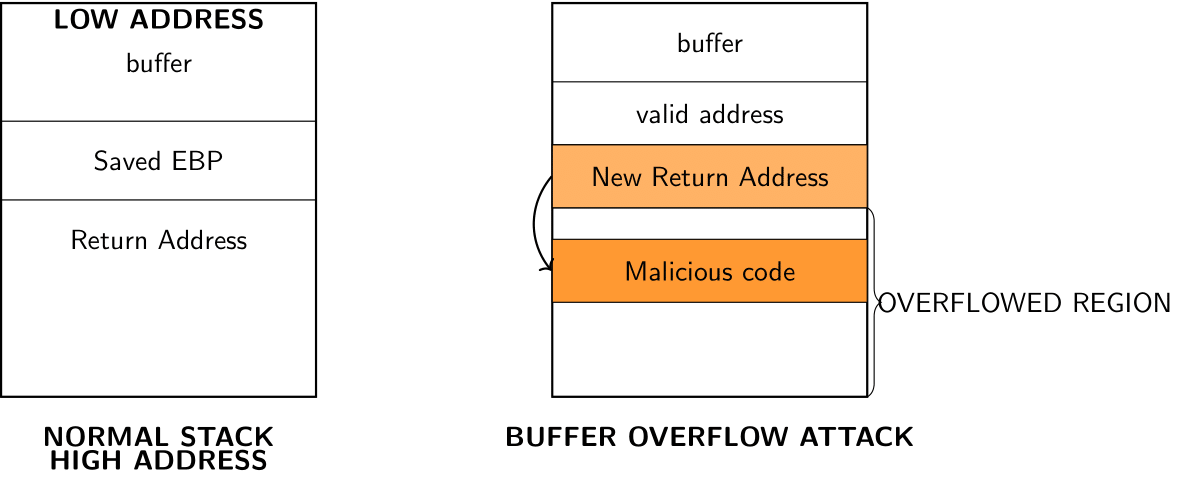 LOW ADDRESS
buffer
Saved EBP
Return Address
NORMAL STACK
HIGH ADDRESS
buffer
valid address
New Return Address
Malicious code
OVERFLOWED REGION
BUFFER OVERFLOW ATTACK